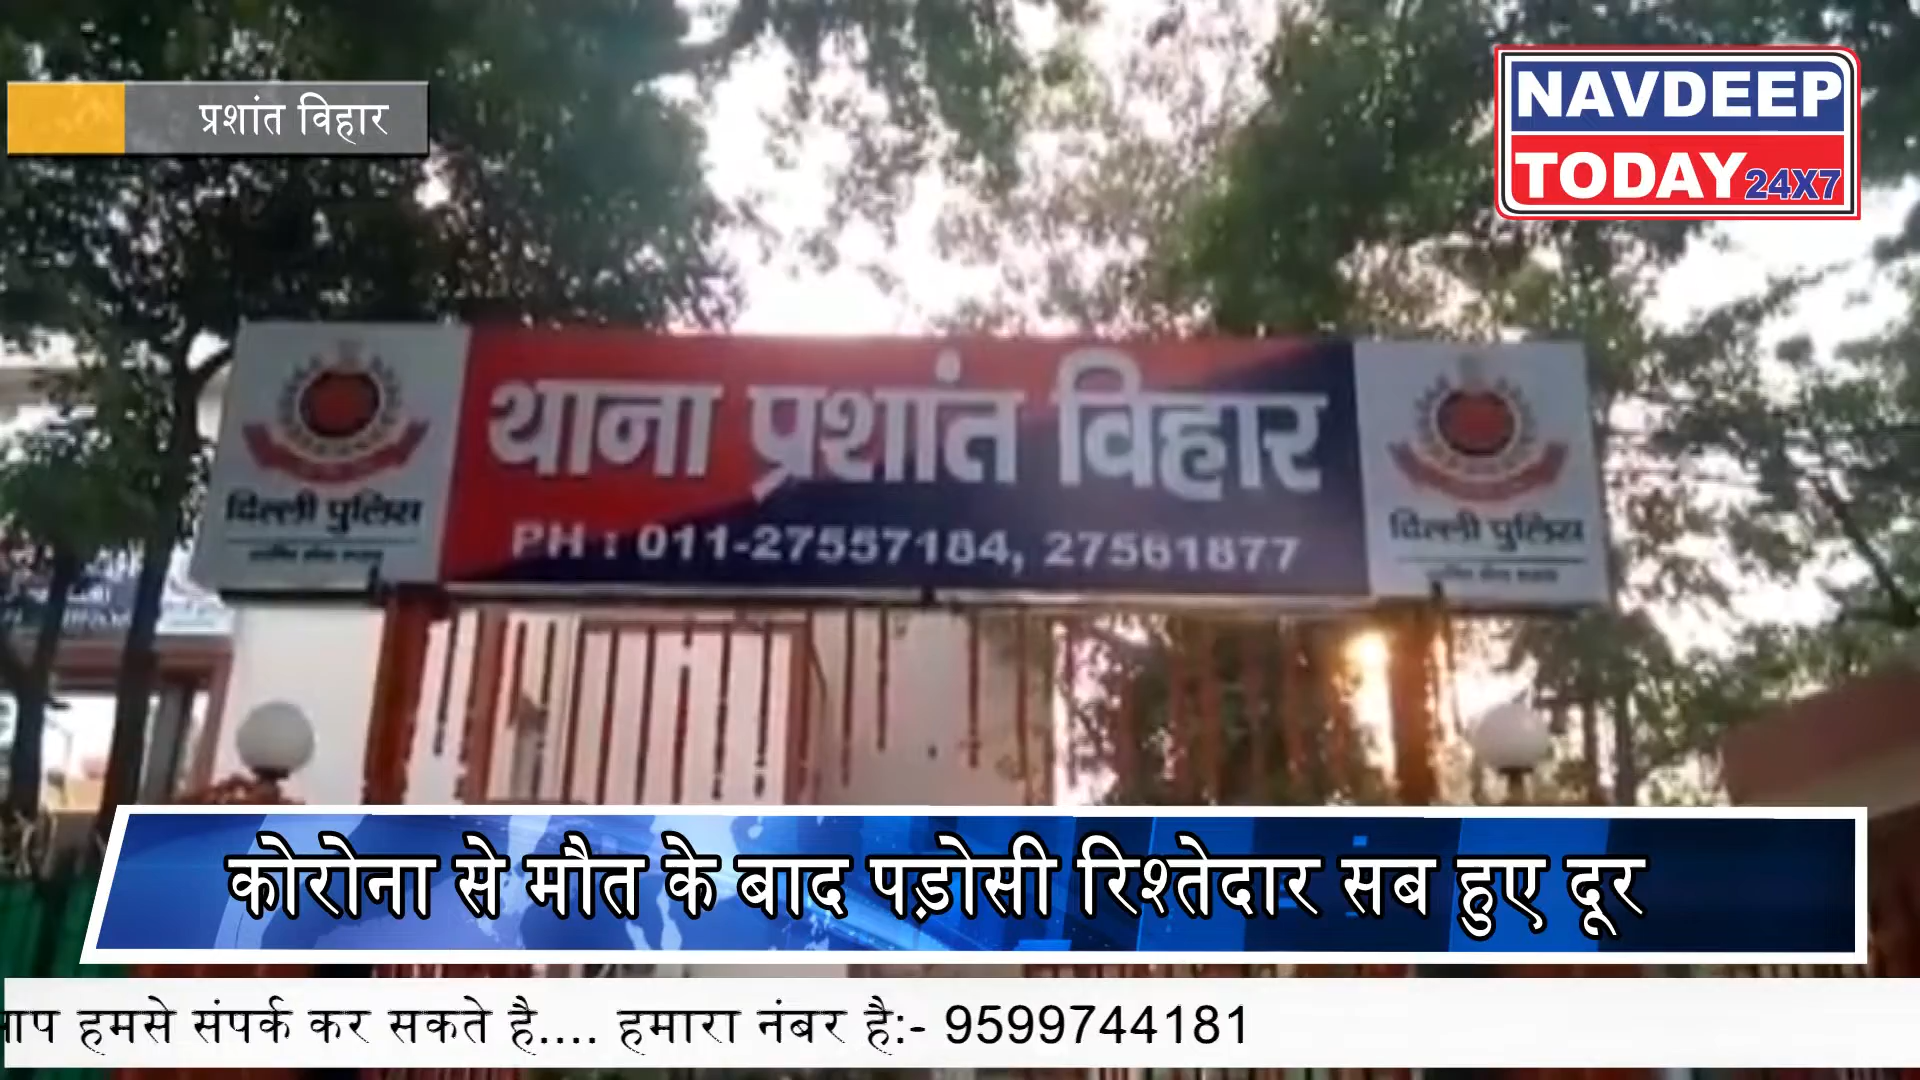 प्रशांत विहार
NAVDEEP
TODAY 24X7
थाना प्रशांत विहार
PH : 011-27557184, 27561877
दिल्ली पुलिस
दिल्ली पुलिस
कोरोना से मौत के बाद पड़ोसी रिश्तेदार सब हुए दूर
हमसे संपर्क कर सकते है.... हमारा नंबर है:- 9599744181